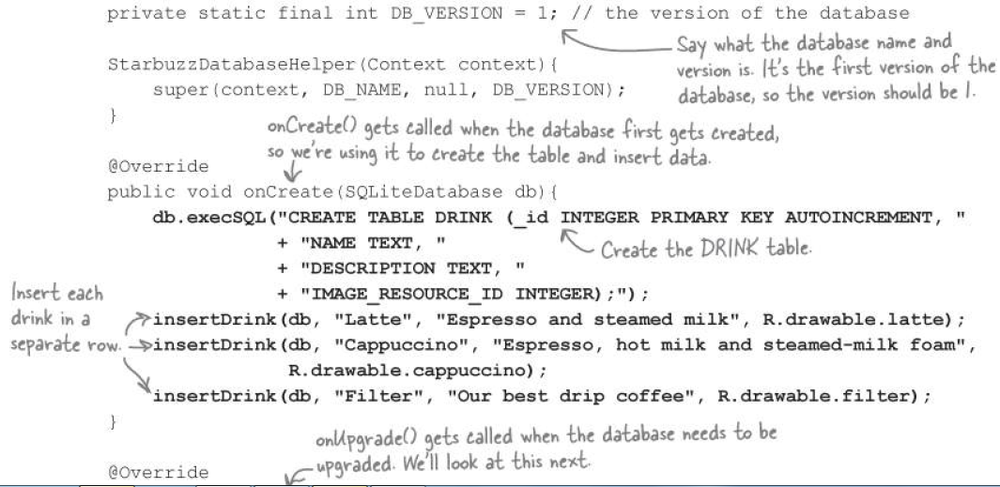 private static final int DB_VERSION = 1; // the version of the database
Say what the database name and
version is. It's the first version of the
database, so the version should be 1.
StarbuzzDatabaseHelper(Context context){
super(context, DB_NAME, null, DB_VERSION);
}
onCreate() gets called when the database first gets created,
so we're using it to create the table and insert data.
@Override
public void onCreate(SQLiteDatabase db){
db.execSQL("CREATE TABLE DRINK (_id INTEGER PRIMARY KEY AUTOINCREMENT, "
+ "NAME TEXT, "
Create the DRINK table.
+ "DESCRIPTION TEXT, "
+ "IMAGE_RESOURCE_ID INTEGER);");
Insert each
drink in a
separate row.
insertDrink(db, "Latte", "Espresso and steamed milk", R.drawable.latte);
insertDrink(db, "Cappuccino", "Espresso, hot milk and steamed-milk foam",
R.drawable.cappuccino);
insertDrink(db, "Filter", "Our best drip coffee", R.drawable.filter);
}
onUpgrade() gets called when the database needs to be
upgraded. We'll look at this next.
@Override